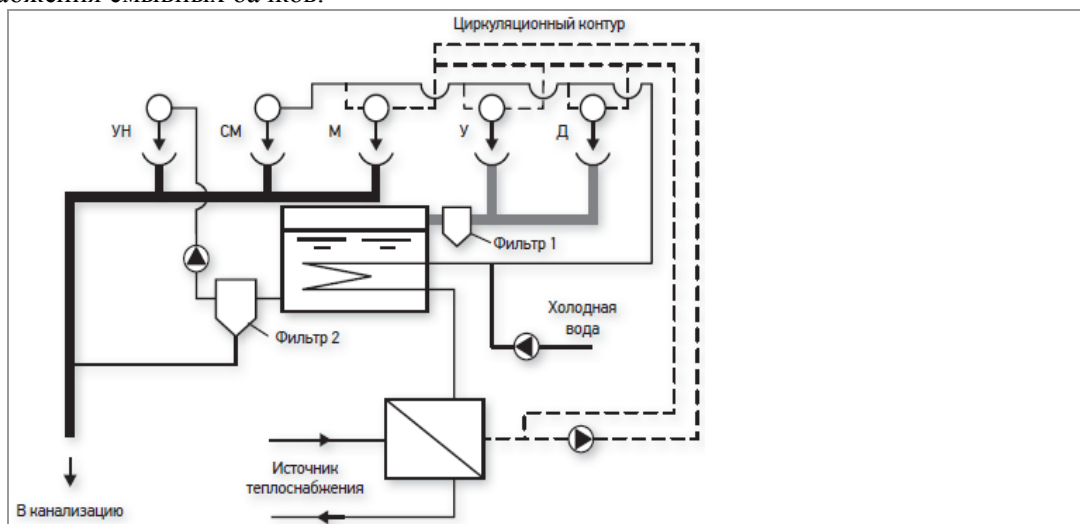 Циркуляционный контур
УН
СМ
М
У
Д
Фильтр 1
Холодная
вода
Фильтр 2
Источник
теплоснабжения
В канализацию